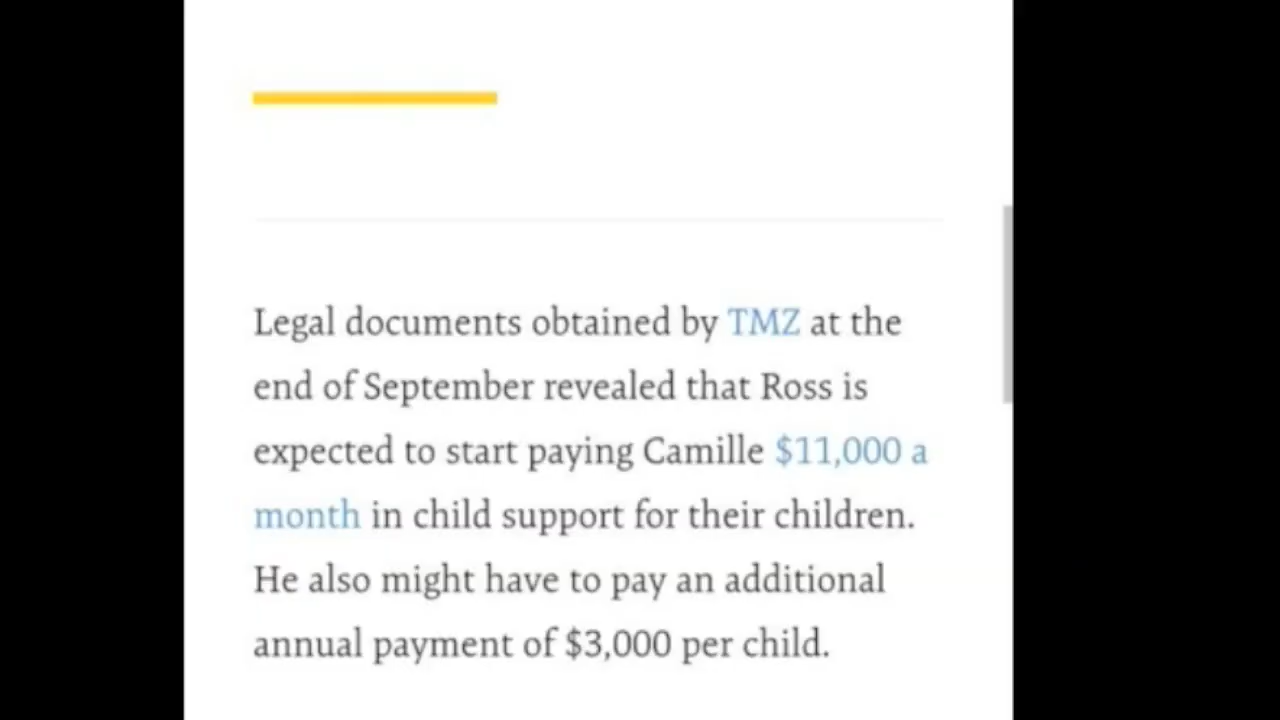 Legal documents obtained by TMZ at the
end of September revealed that Ross is
expected to start paying Camille $11,000 a
month in child support for their children.
He also might have to pay an additional
annual payment of $3,000 per child.